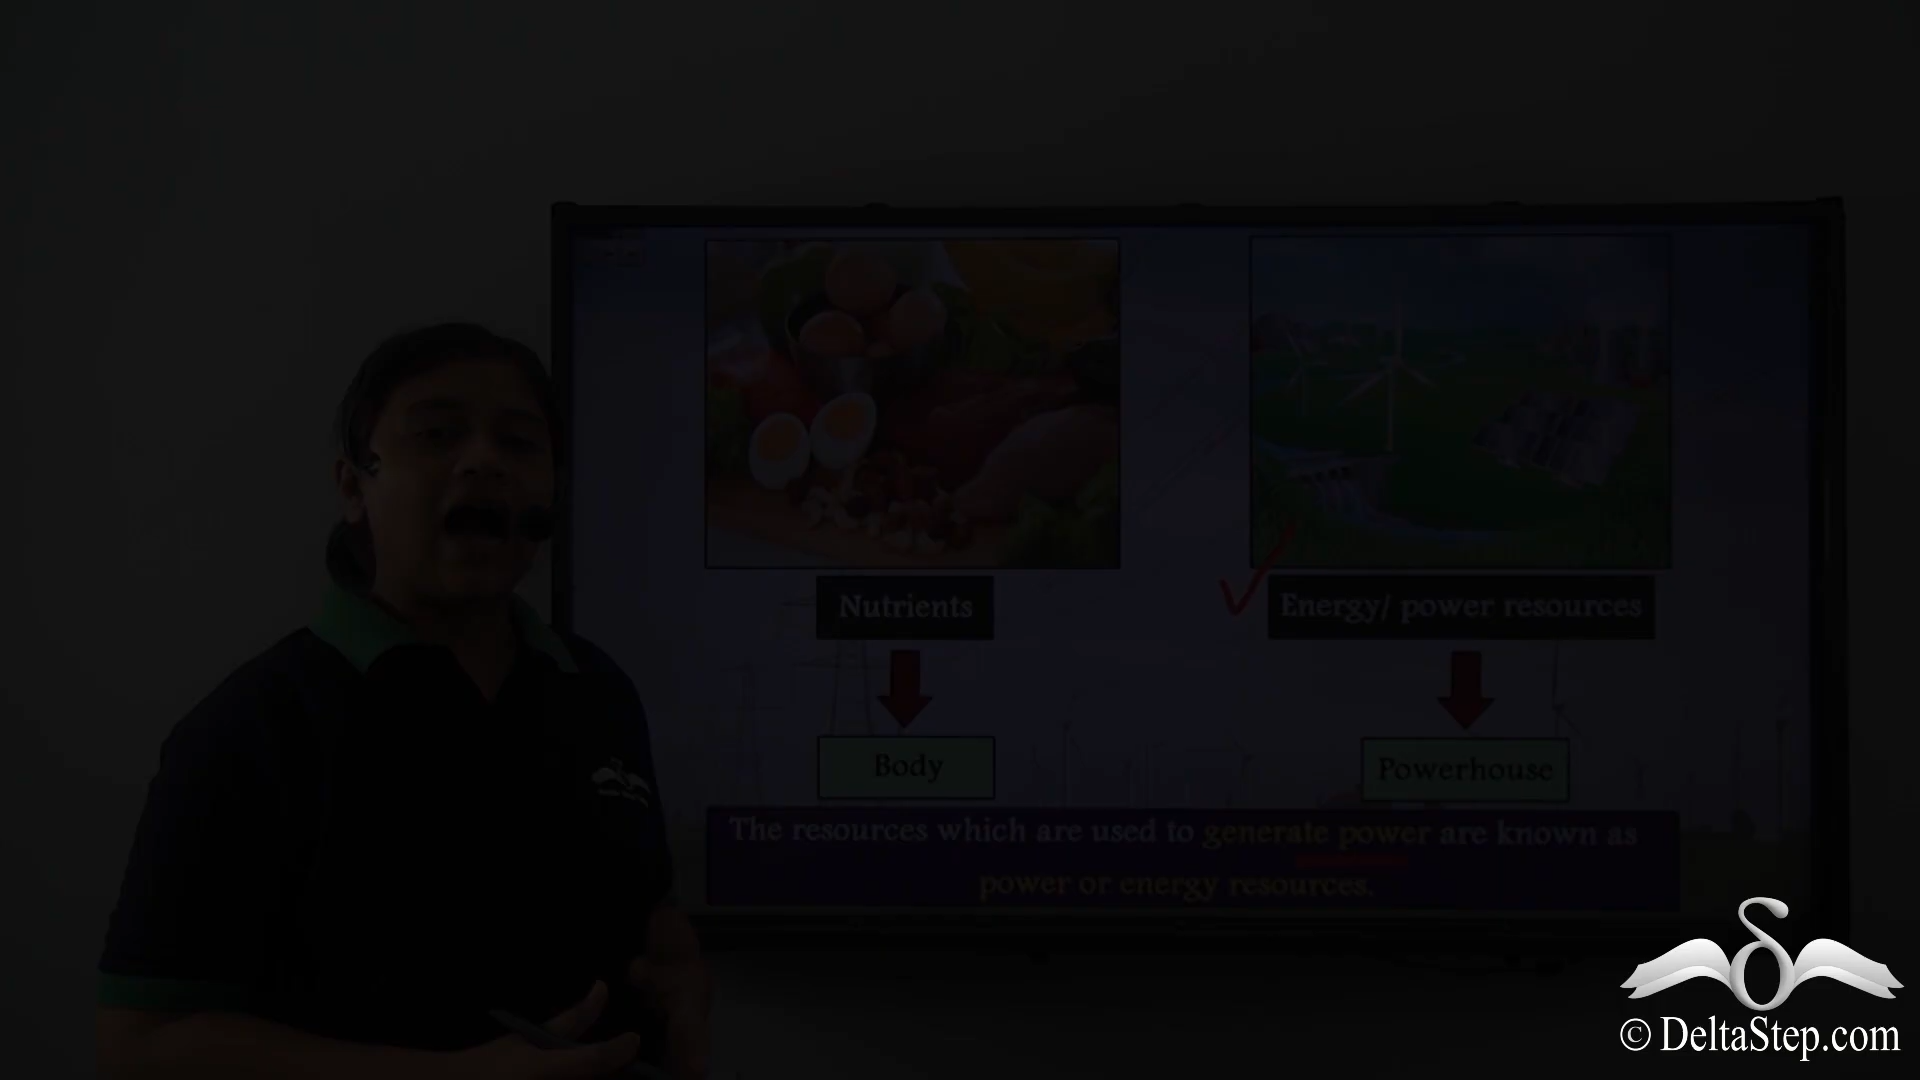 Nutrients
Energy/ power resources
Body
Powerhouse
The resources which are used to generate power are known as
power or energy resources.
© DeltaStep.com